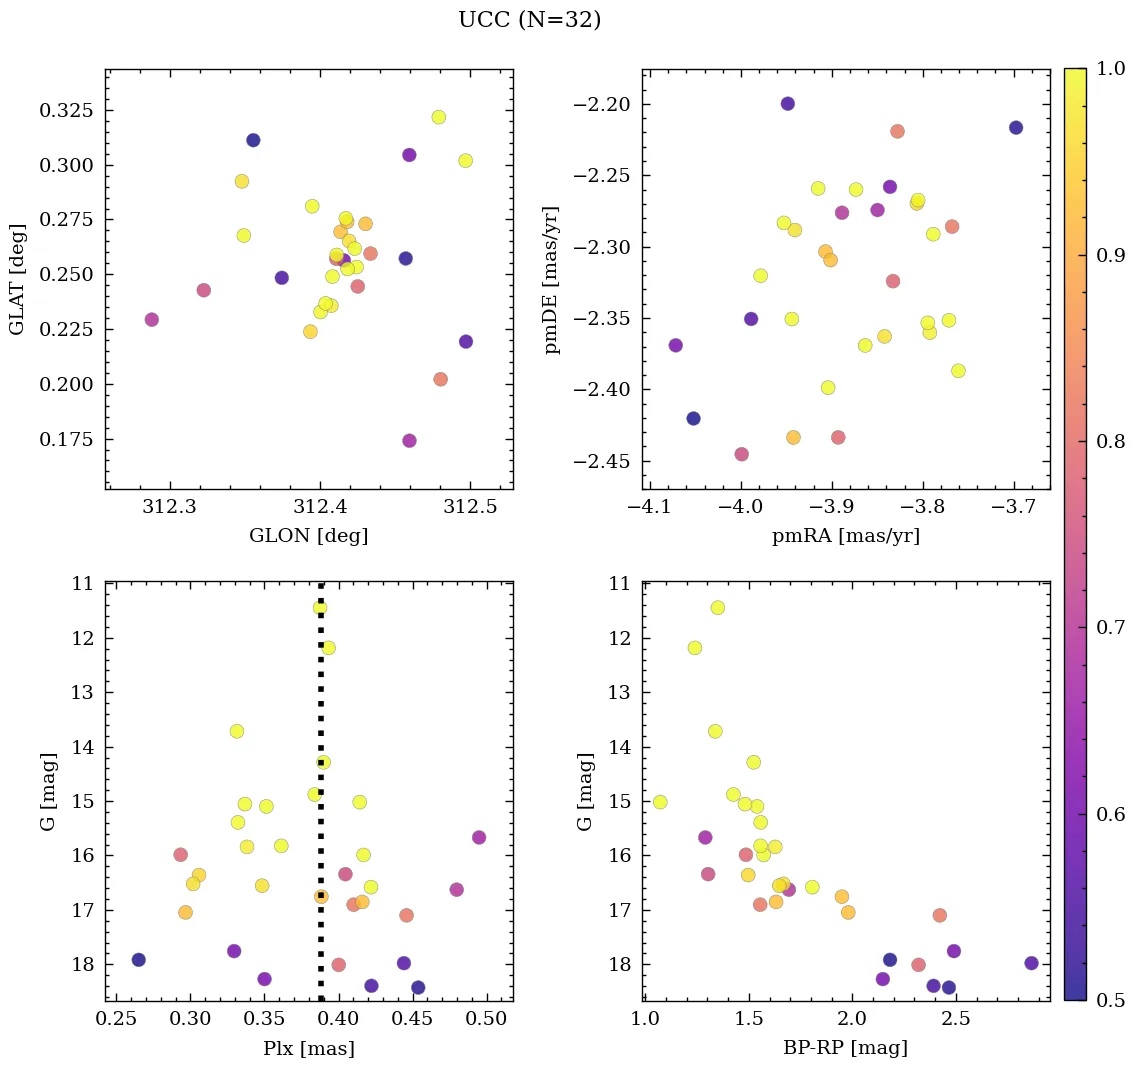 UCC (N=32)
0.325
0.300
0.275
0.250
0.225
0.200
0.175
GLAT [deg]
312.3 312.4 312.5
GLON [deg]
−2.20
−2.25
−2.30
−2.35
−2.40
−2.45
pmDE [mas/yr]
−4.1 −4.0 −3.9 −3.8 −3.7
pmRA [mas/yr]
11
12
13
14
15
16
17
18
G [mag]
0.25 0.30 0.35 0.40 0.45 0.50
Plx [mas]
11
12
13
14
15
16
17
18
G [mag]
1.0 1.5 2.0 2.5
BP-RP [mag]
1.0
0.9
0.8
0.7
0.6
0.5